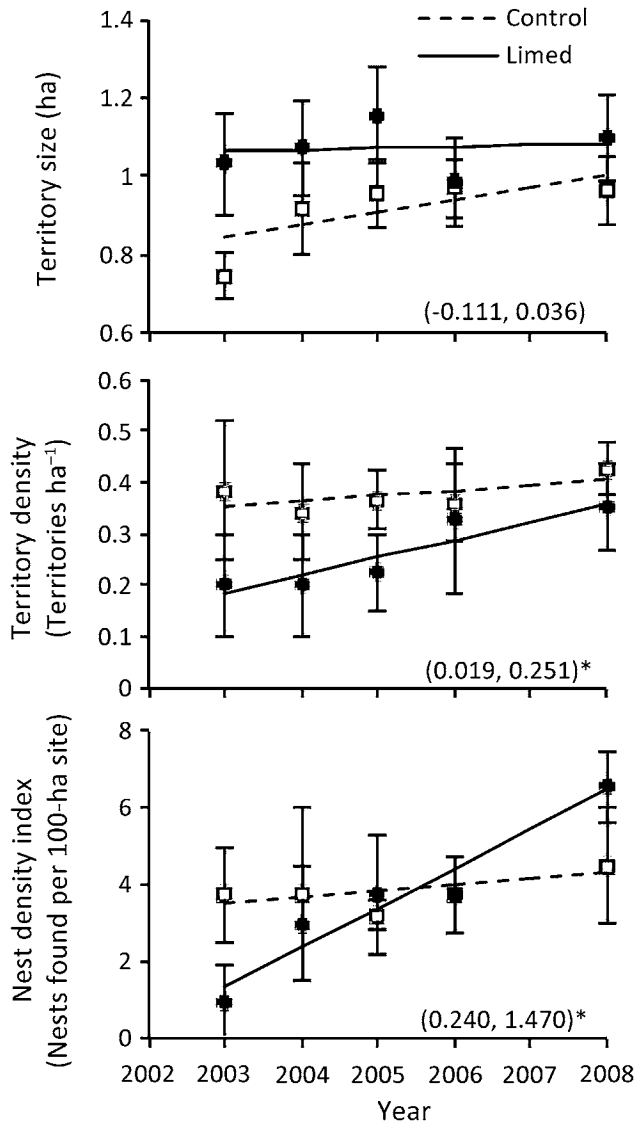 Control
Limed
Territory size (ha)
1.4
1.2
1
0.8
0.6
(-0.111, 0.036)
Territory density
(Territories ha⁻¹)
0.6
0.5
0.4
0.3
0.2
0.1
0
(0.019, 0.251)*
Nest density index
(Nests found per 100-ha site)
8
6
4
2
0
(0.240, 1.470)*
2002 2003 2004 2005 2006 2007 2008
Year